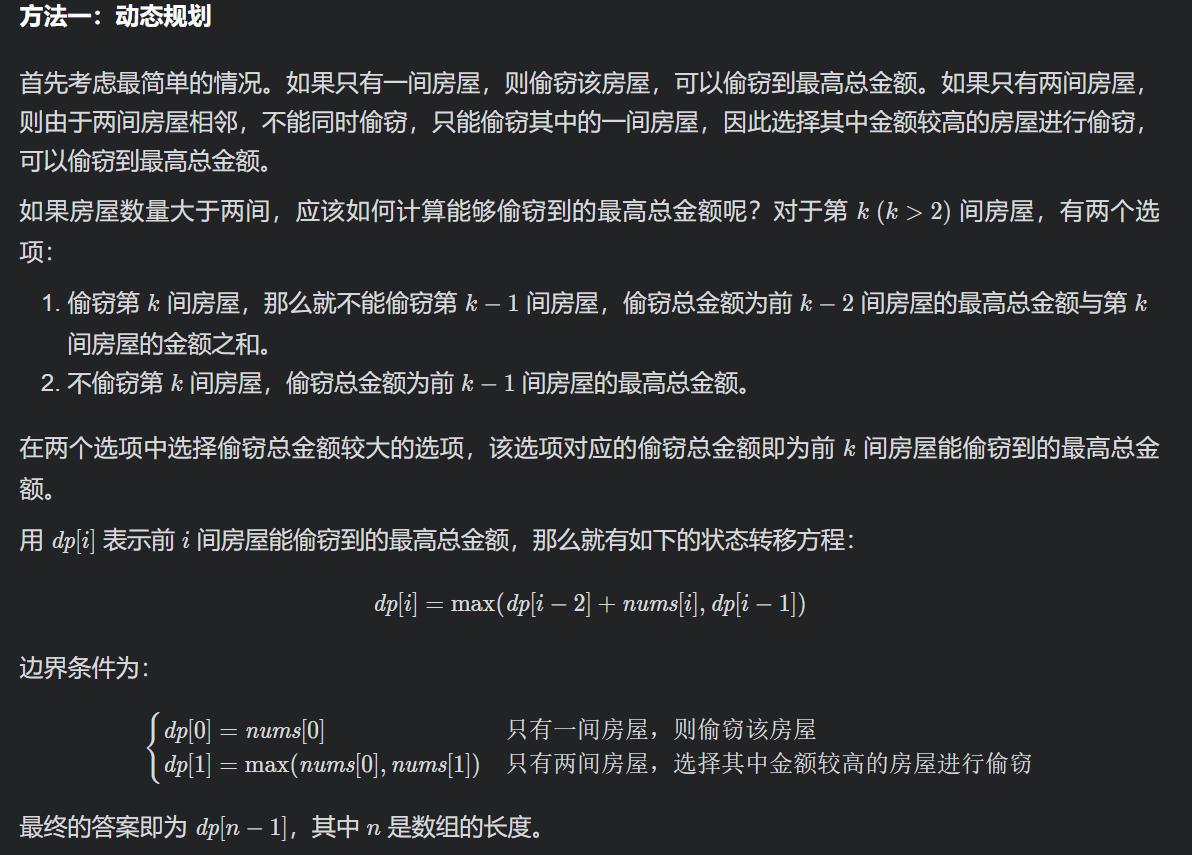 方法一：动态规划
首先考虑最简单的情况。如果只有一间房屋，则偷窃该房屋，可以偷窃到最高总金额。如果只有两间房屋，
则由于两间房屋相邻，不能同时偷窃，只能偷窃其中的一间房屋，因此选择其中金额较高的房屋进行偷窃，
可以偷窃到最高总金额。
如果房屋数量大于两间，应该如何计算能够偷窃到的最高总金额呢？对于第 k (k > 2) 间房屋，有两个选
项：
1. 偷窃第 k 间房屋，那么就不能偷窃第 k − 1 间房屋，偷窃总金额为前 k − 2 间房屋的最高总金额与第 k
间房屋的金额之和。
2. 不偷窃第 k 间房屋，偷窃总金额为前 k − 1 间房屋的最高总金额。
在两个选项中选择偷窃总金额较大的选项，该选项对应的偷窃总金额即为前 k 间房屋能偷窃到的最高总金
额。
用 dp[i] 表示前 i 间房屋能偷窃到的最高总金额，那么就有如下的状态转移方程：
dp[i] = max(dp[i − 2] + nums[i], dp[i − 1])
边界条件为：
dp[0] = nums[0] 只有一间房屋，则偷窃该房屋
dp[1] = max(nums[0], nums[1]) 只有两间房屋，选择其中金额较高的房屋进行偷窃
最终的答案即为 dp[n − 1]，其中 n 是数组的长度。